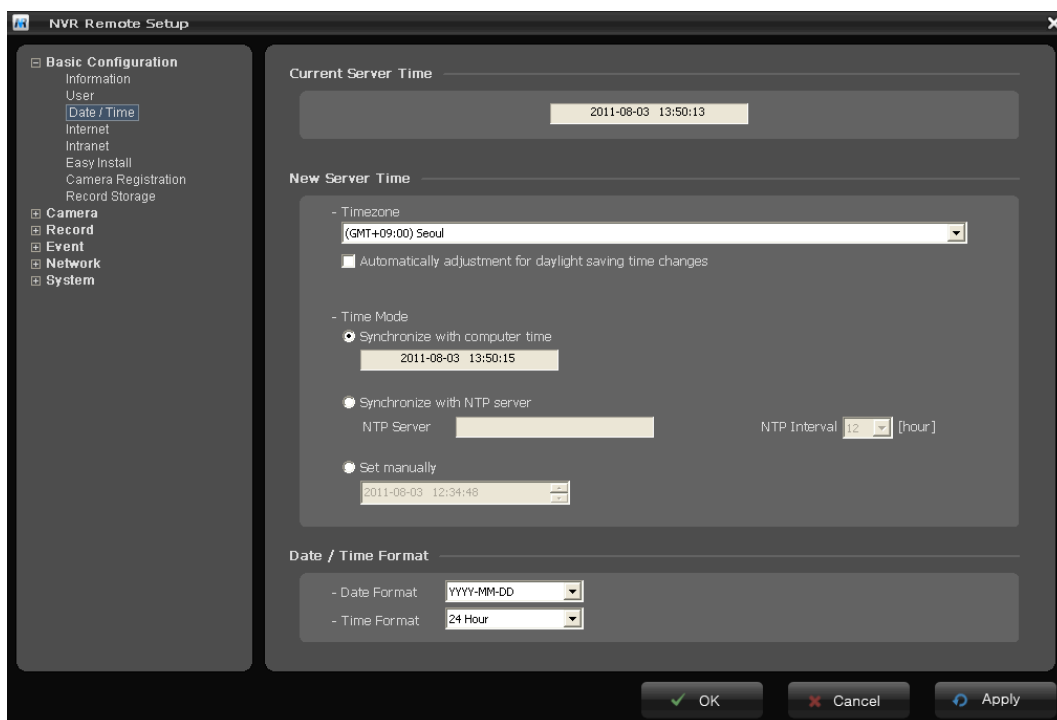 NVR Remote Setup
Basic Configuration
Information
User
Date / Time
Internet
Intranet
Easy Install
Camera Registration
Record Storage
Camera
Record
Event
Network
System
Current Server Time
2011-08-03 13:50:13
New Server Time
- Timezone
(GMT+09:00) Seoul
Automatically adjustment for daylight saving time changes
- Time Mode
Synchronize with computer time
2011-08-03 13:50:15
Synchronize with NTP server
NTP Server
NTP Interval 12 [hour]
Set manually
2011-08-03 12:34:48
Date / Time Format
- Date Format YYYY-MM-DD
- Time Format 24 Hour
OK
Cancel
Apply